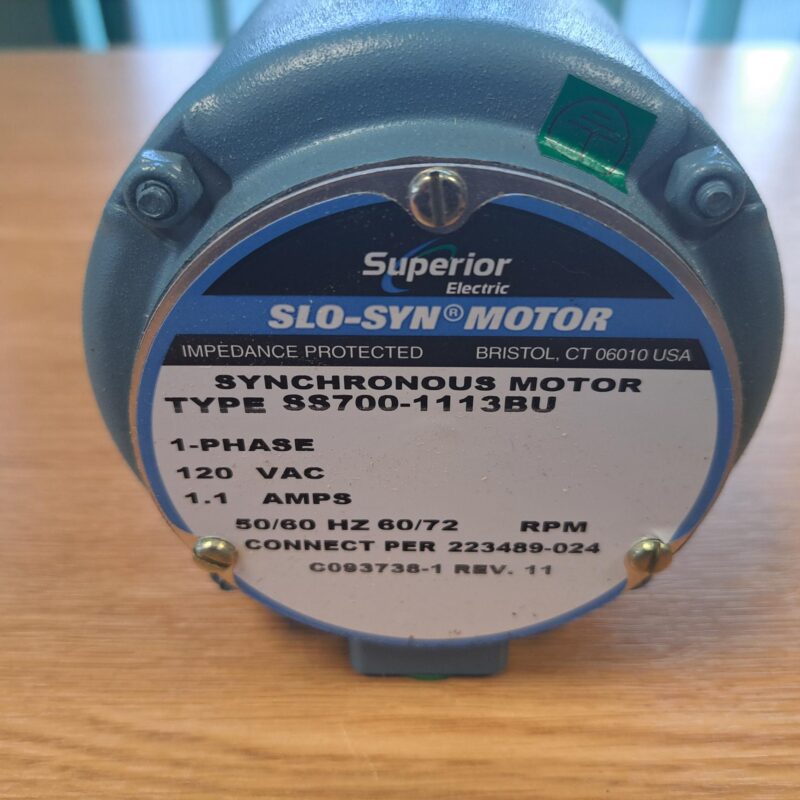 Superior
Electric
SLO-SYN® MOTOR
IMPEDANCE PROTECTED BRISTOL, CT 06010 USA
SYNCHRONOUS MOTOR
TYPE SS700-1113BU
1-PHASE
120 VAC
1.1 AMPS
50/60 HZ 60/72 RPM
CONNECT PER 223489-024
C093738-1 REV. 11